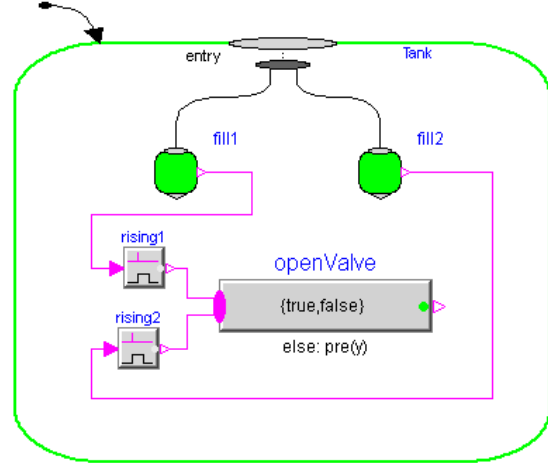 entry
Tank
fill1
fill2
rising1
openValve
{true,false}
rising2
else: pre(y)